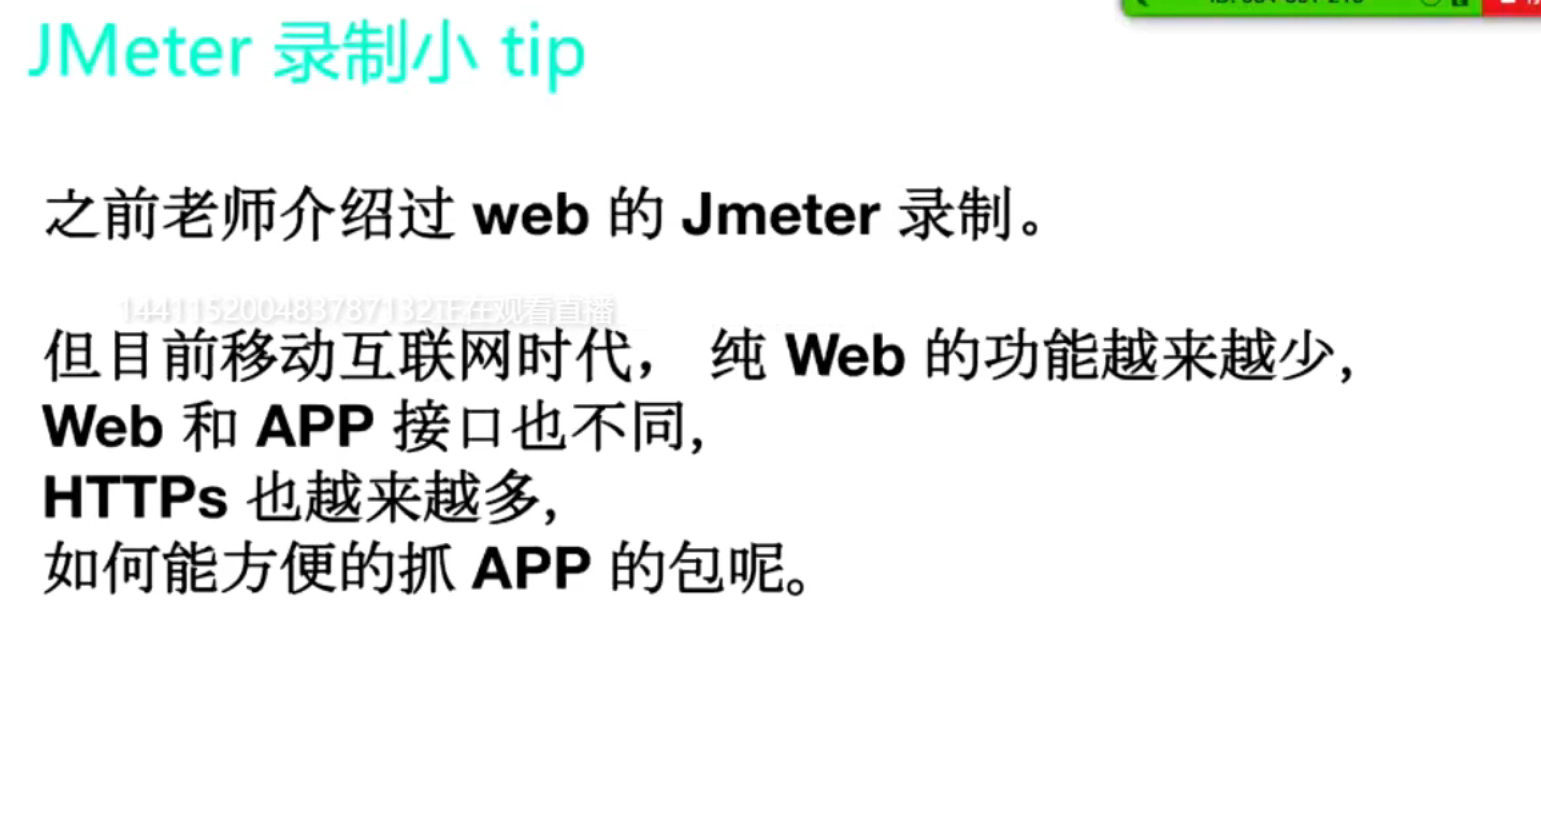 JMeter 录制小 tip
之前老师介绍过 web 的 Jmeter 录制。
144115200483787132正在观看直播
但目前移动互联网时代， 纯 Web 的功能越来越少,
Web 和 APP 接口也不同,
HTTPs 也越来越多,
如何能方便的抓 APP 的包呢。